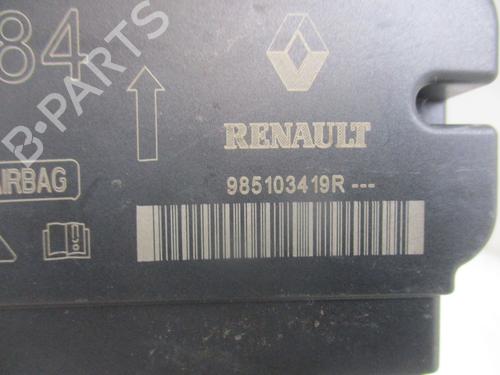 84
RENAULT
985103419R ---
AIRBAG
B-PARTS